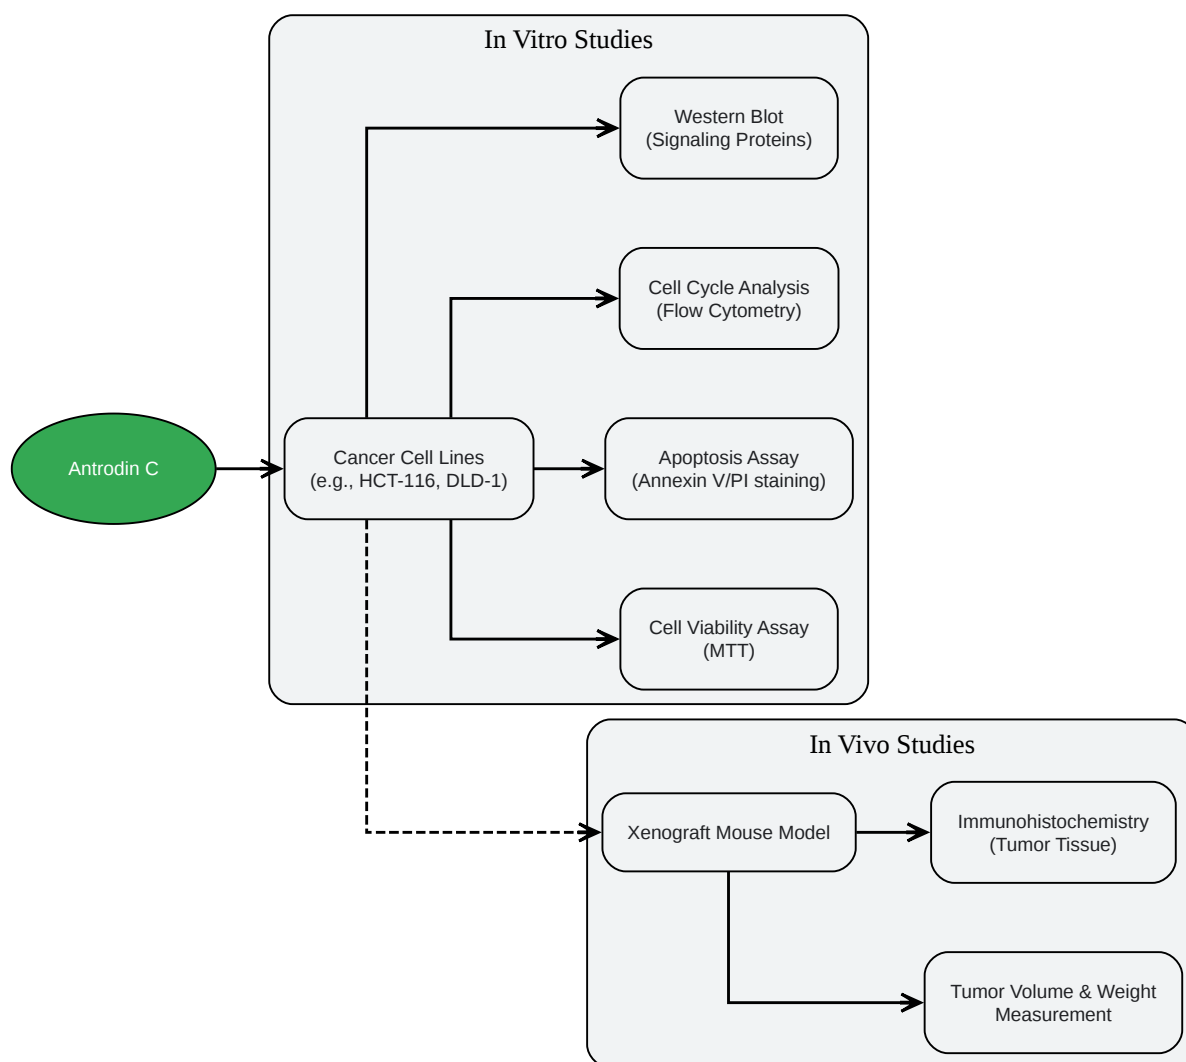 In Vitro Studies
Western Blot
(Signaling Proteins)
Cell Cycle Analysis
(Flow Cytometry)
Antrodin C
Cancer Cell Lines
(e.g., HCT-116, DLD-1)
Apoptosis Assay
(Annexin V/PI staining)
Cell Viability Assay
(MTT)
In Vivo Studies
Xenograft Mouse Model
Immunohistochemistry
(Tumor Tissue)
Tumor Volume & Weight
Measurement